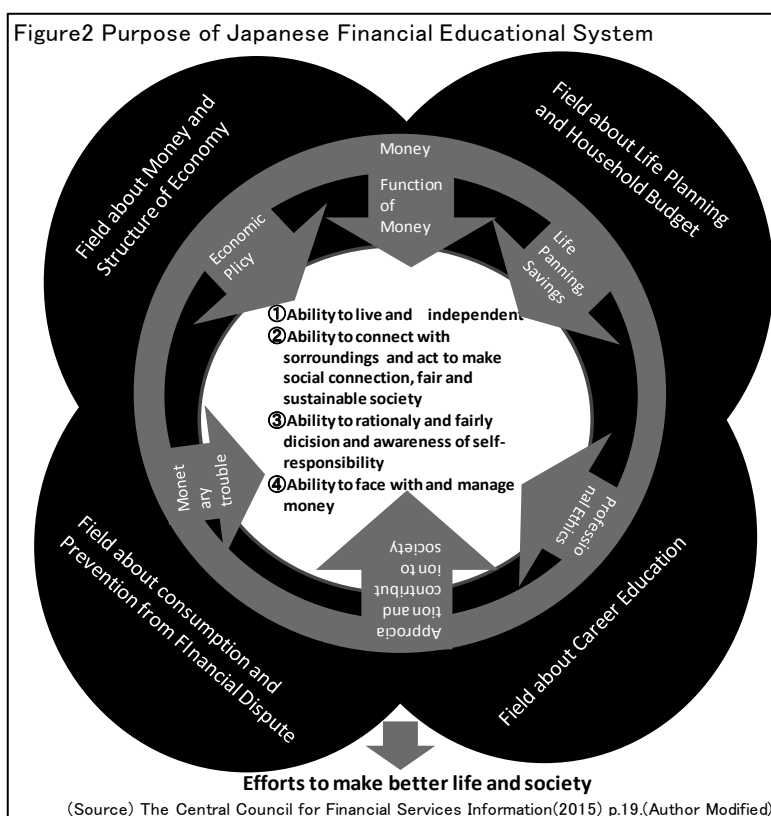 Figure2 Purpose of Japanese Financial Educational System
Field about Money and
Structure of Economy
Field about Life Planning
and Household Budget
Money
Function
of
Money
Economic
Plicy
Life
Panning,
Savings
①Ability to live and independent
②Ability to connect with
sorroundings and act to make
social connection, fair and
sustainable society
③Ability to rationaly and fairly
dicision and awareness of self-
responsibility
④Ability to face with and manage
money
Monet
ary
trouble
Professio
nal Ethics
Approcia
tion and
contribut
ion to
society
Field about consumption and
Prevention from FInancial Dispute
Field about Career Education
Efforts to make better life and society
(Source) The Central Council for Financial Services Information(2015) p.19.(Author Modified)